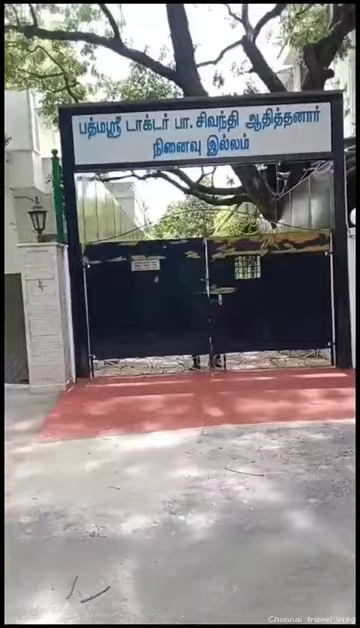 பத்மஸ்ரீ டாக்டர் பா. சிவந்தி ஆதித்தனார்
நினைவு இல்லம்
Chennai Travel Vlog